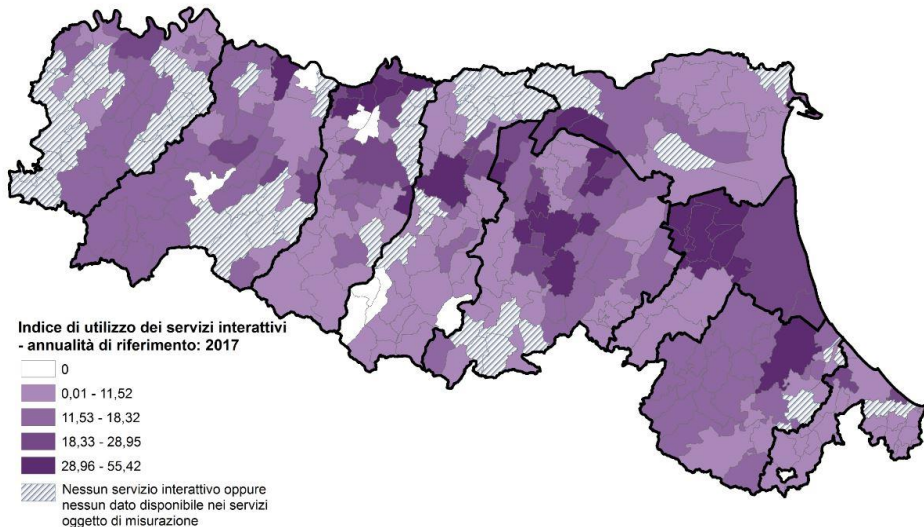 Indice di utilizzo dei servizi interattivi
- annualità di riferimento: 2017
0
0,01 - 11,52
11,53 - 18,32
18,33 - 28,95
28,96 - 55,42
Nessun servizio interattivo oppure
nessun dato disponibile nei servizi
oggetto di misurazione